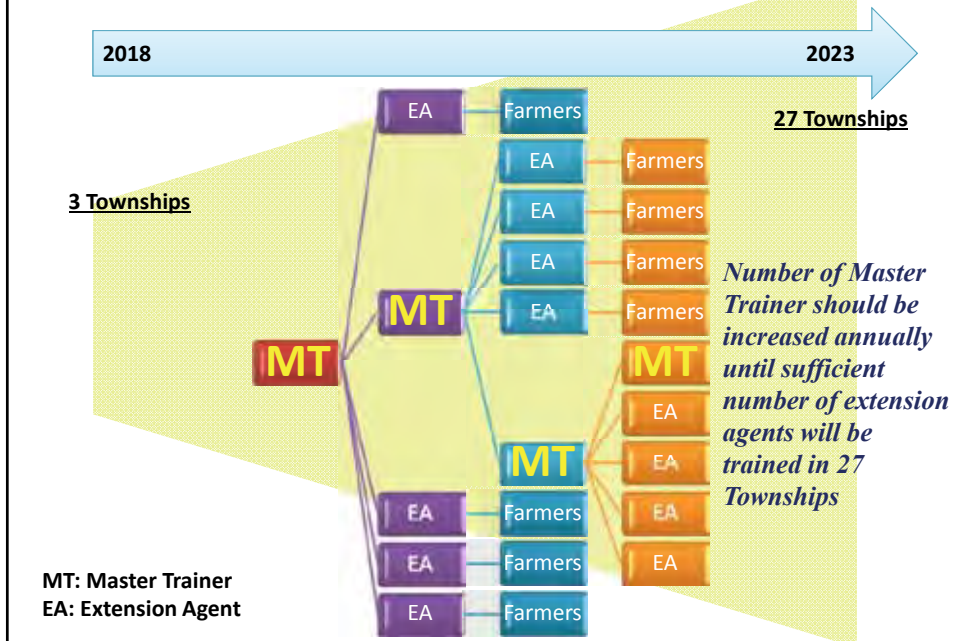 2018
2023
EA
Farmers
27 Townships
EA
Farmers
3 Townships
EA
Farmers
EA
Farmers
MT
EA
Farmers
Number of Master
Trainer should be
increased annually
until sufficient
number of extension
agents will be
trained in 27
Townships
MT
MT
EA
MT
EA
EA
Farmers
EA
EA
Farmers
EA
MT: Master Trainer
EA: Extension Agent
EA
Farmers